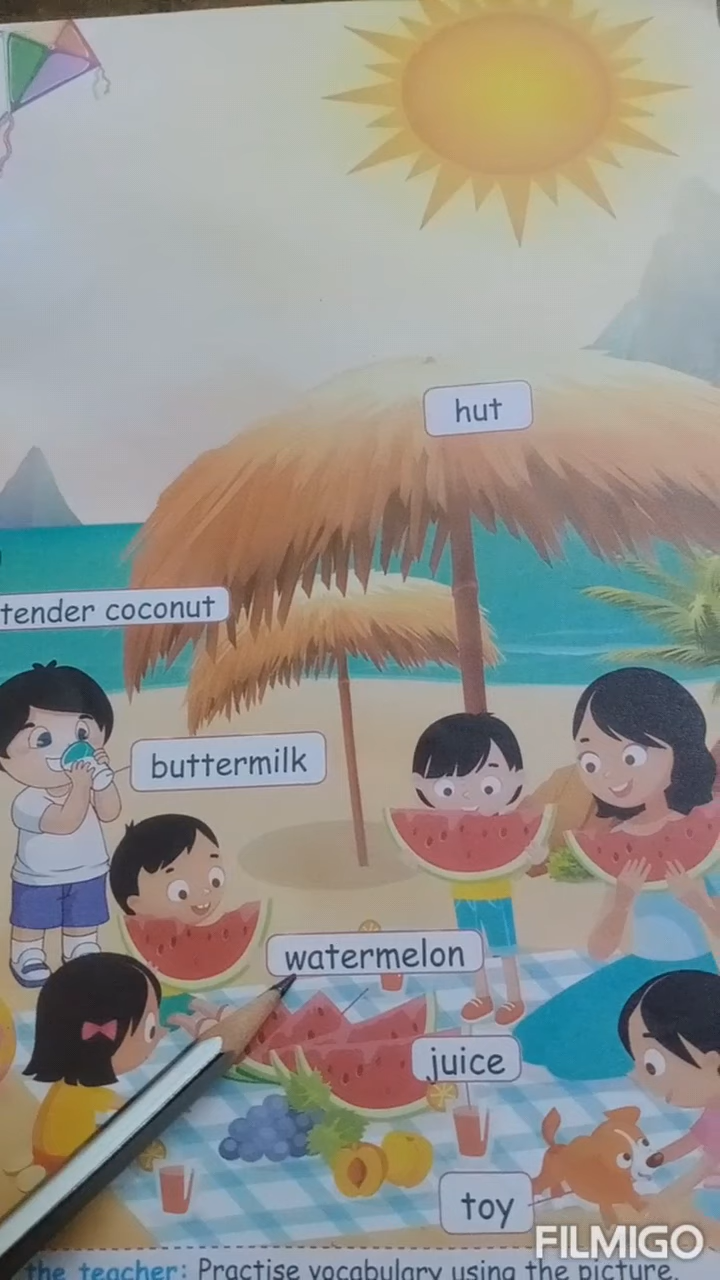 hut
tender coconut
buttermilk
watermelon
juice
toy
FILMIGO
the teacher: Practise vocabulary using the picture.